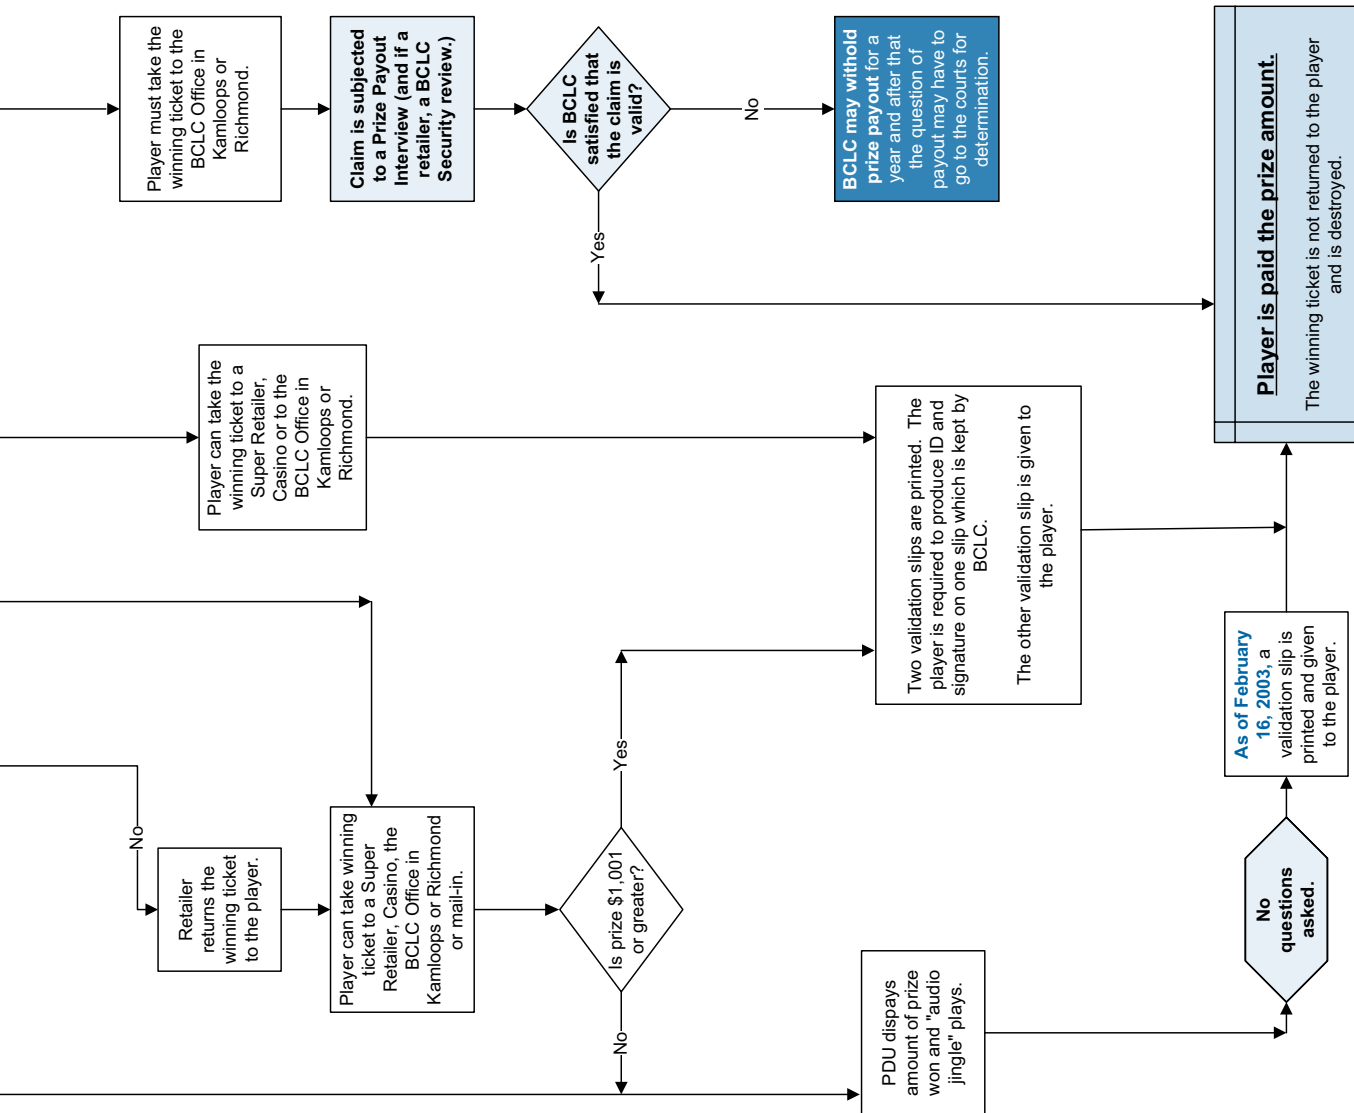 Player must take the
winning ticket to the
BCLC Office in
Kamloops or
Richmond.
Claim is subjected
to a Prize Payout
Interview (and if a
retailer, a BCLC
Security review.)
Is BCLC
satisfied that
the claim is
valid?
No
Yes
BCLC may withold
prize payout for a
year and after that
the question of
payout may have to
go to the courts for
determination.
Player is paid the prize amount.
The winning ticket is not returned to the player
and is destroyed.
Player can take the
winning ticket to a
Super Retailer,
Casino or to the
BCLC Office in
Kamloops or
Richmond.
Two validation slips are printed.  The
player is required to produce ID and
signature on one slip which is kept by
BCLC.
The other validation slip is given to
the player.
No
Retailer
returns the
winning ticket
to the player.
Player can take winning
ticket to a Super
Retailer, Casino, the
BCLC Office in
Kamloops or Richmond
or mail-in.
Is prize $1,001
or greater?
Yes
No
PDU dispays
amount of prize
won and "audio
jingle" plays.
No
questions
asked.
As of February
16, 2003, a
validation slip is
printed and given
to the player.